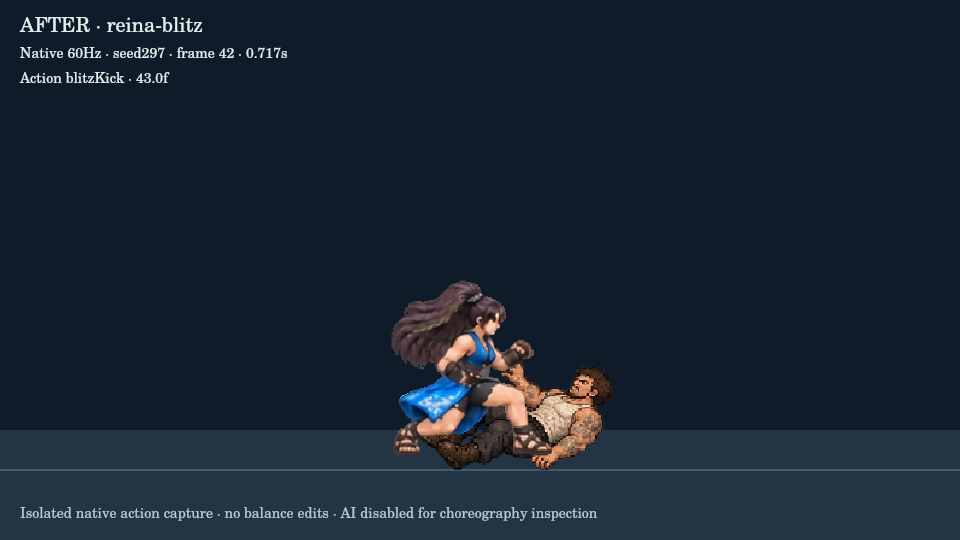 AFTER · reina-blitz
Native 60Hz · seed297 · frame 42 · 0.717s
Action blitzKick · 43.0f
Isolated native action capture · no balance edits · AI disabled for choreography inspection